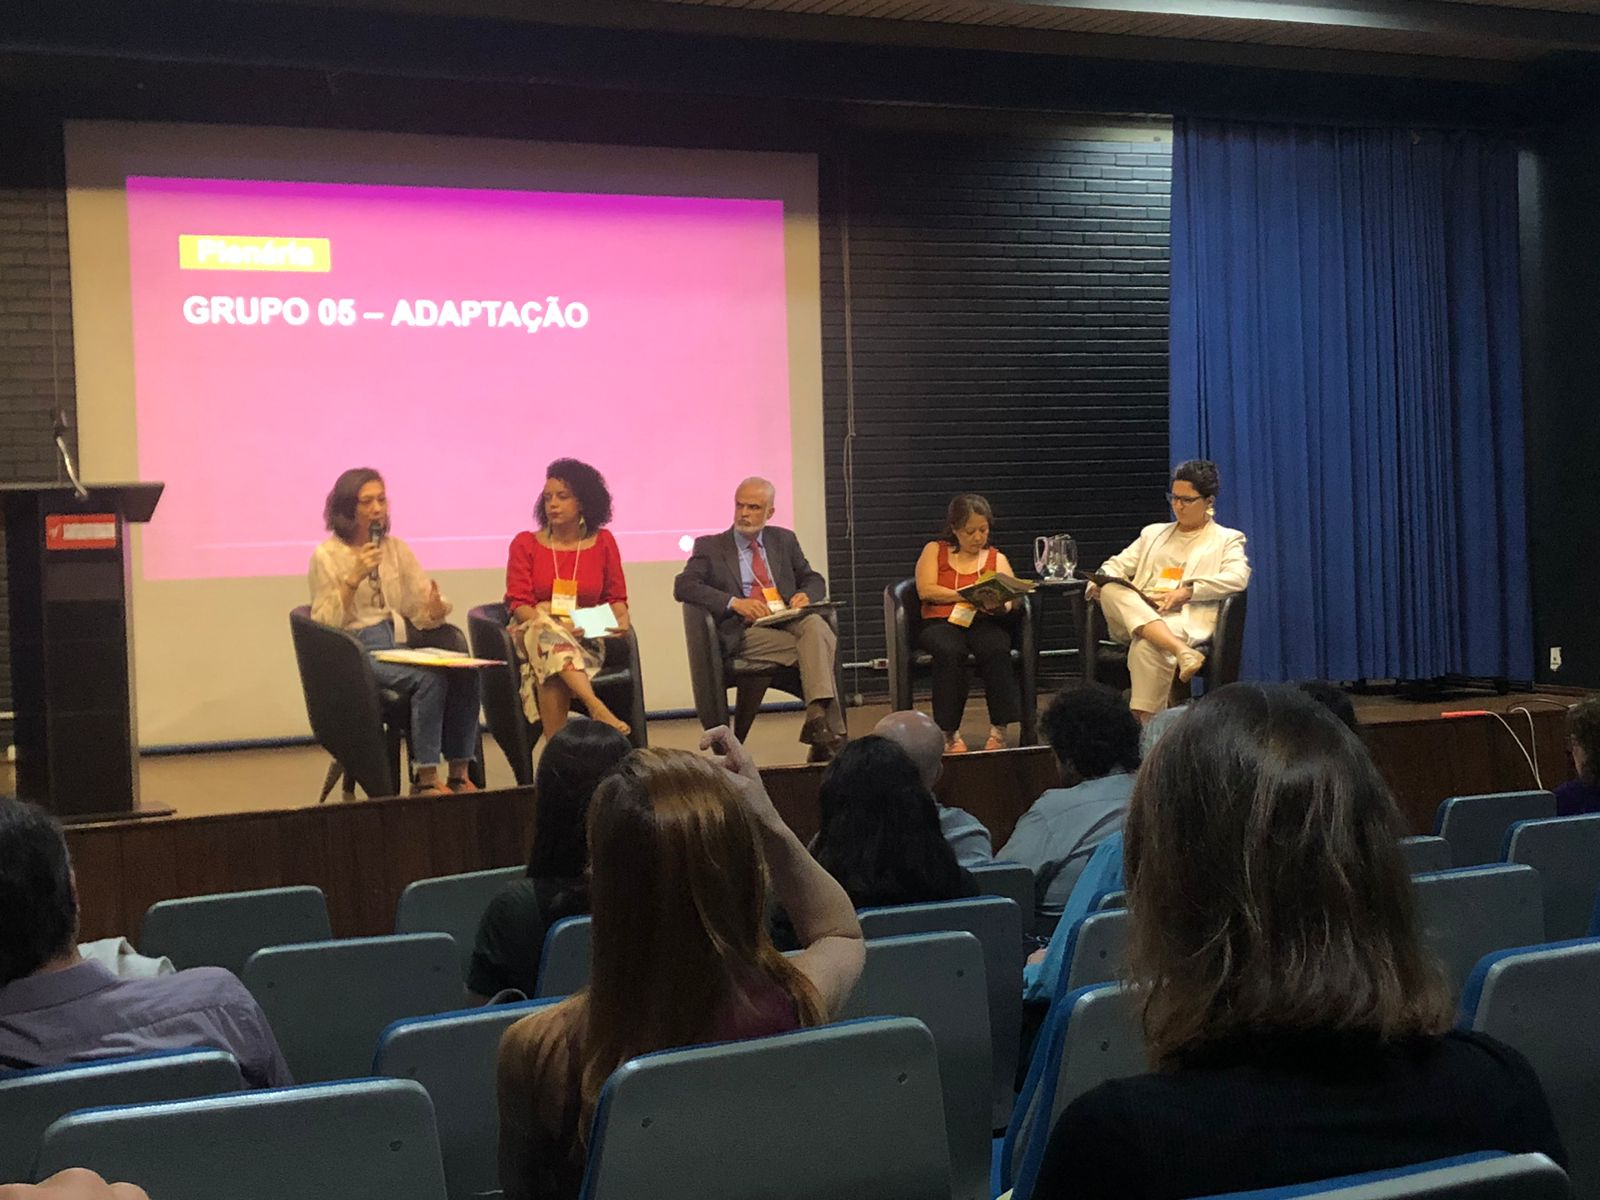 Plenária
GRUPO 05 – ADAPTAÇÃO